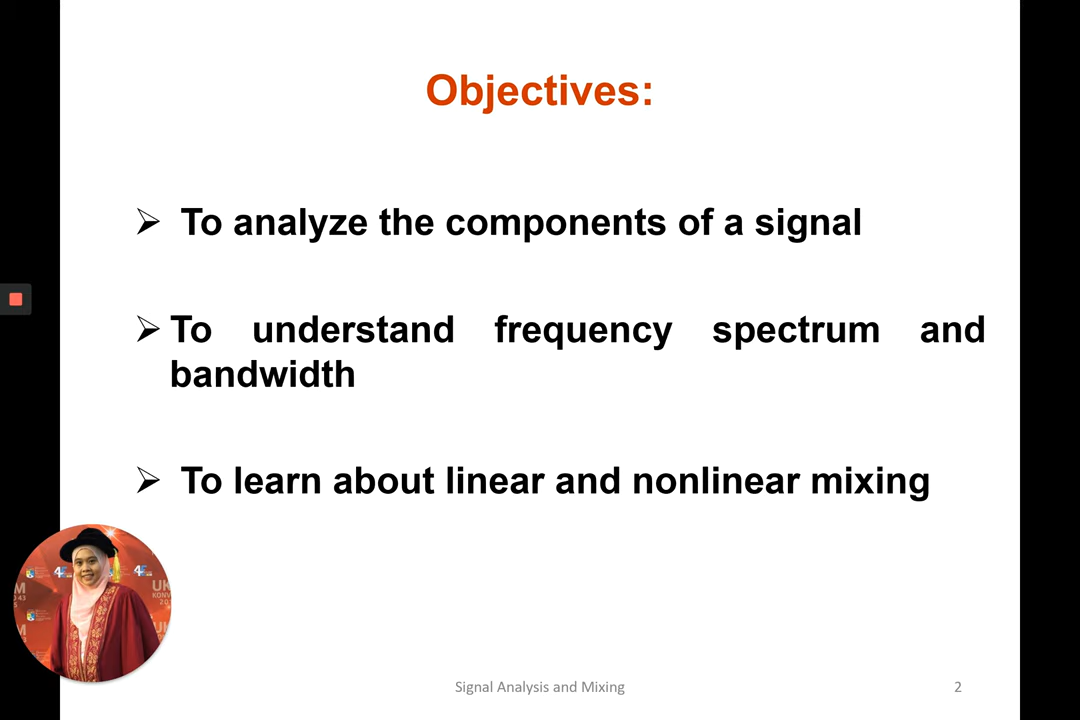 Objectives:
➢ To analyze the components of a signal
➢ To understand frequency spectrum and
bandwidth
➢ To learn about linear and nonlinear mixing
Signal Analysis and Mixing
2